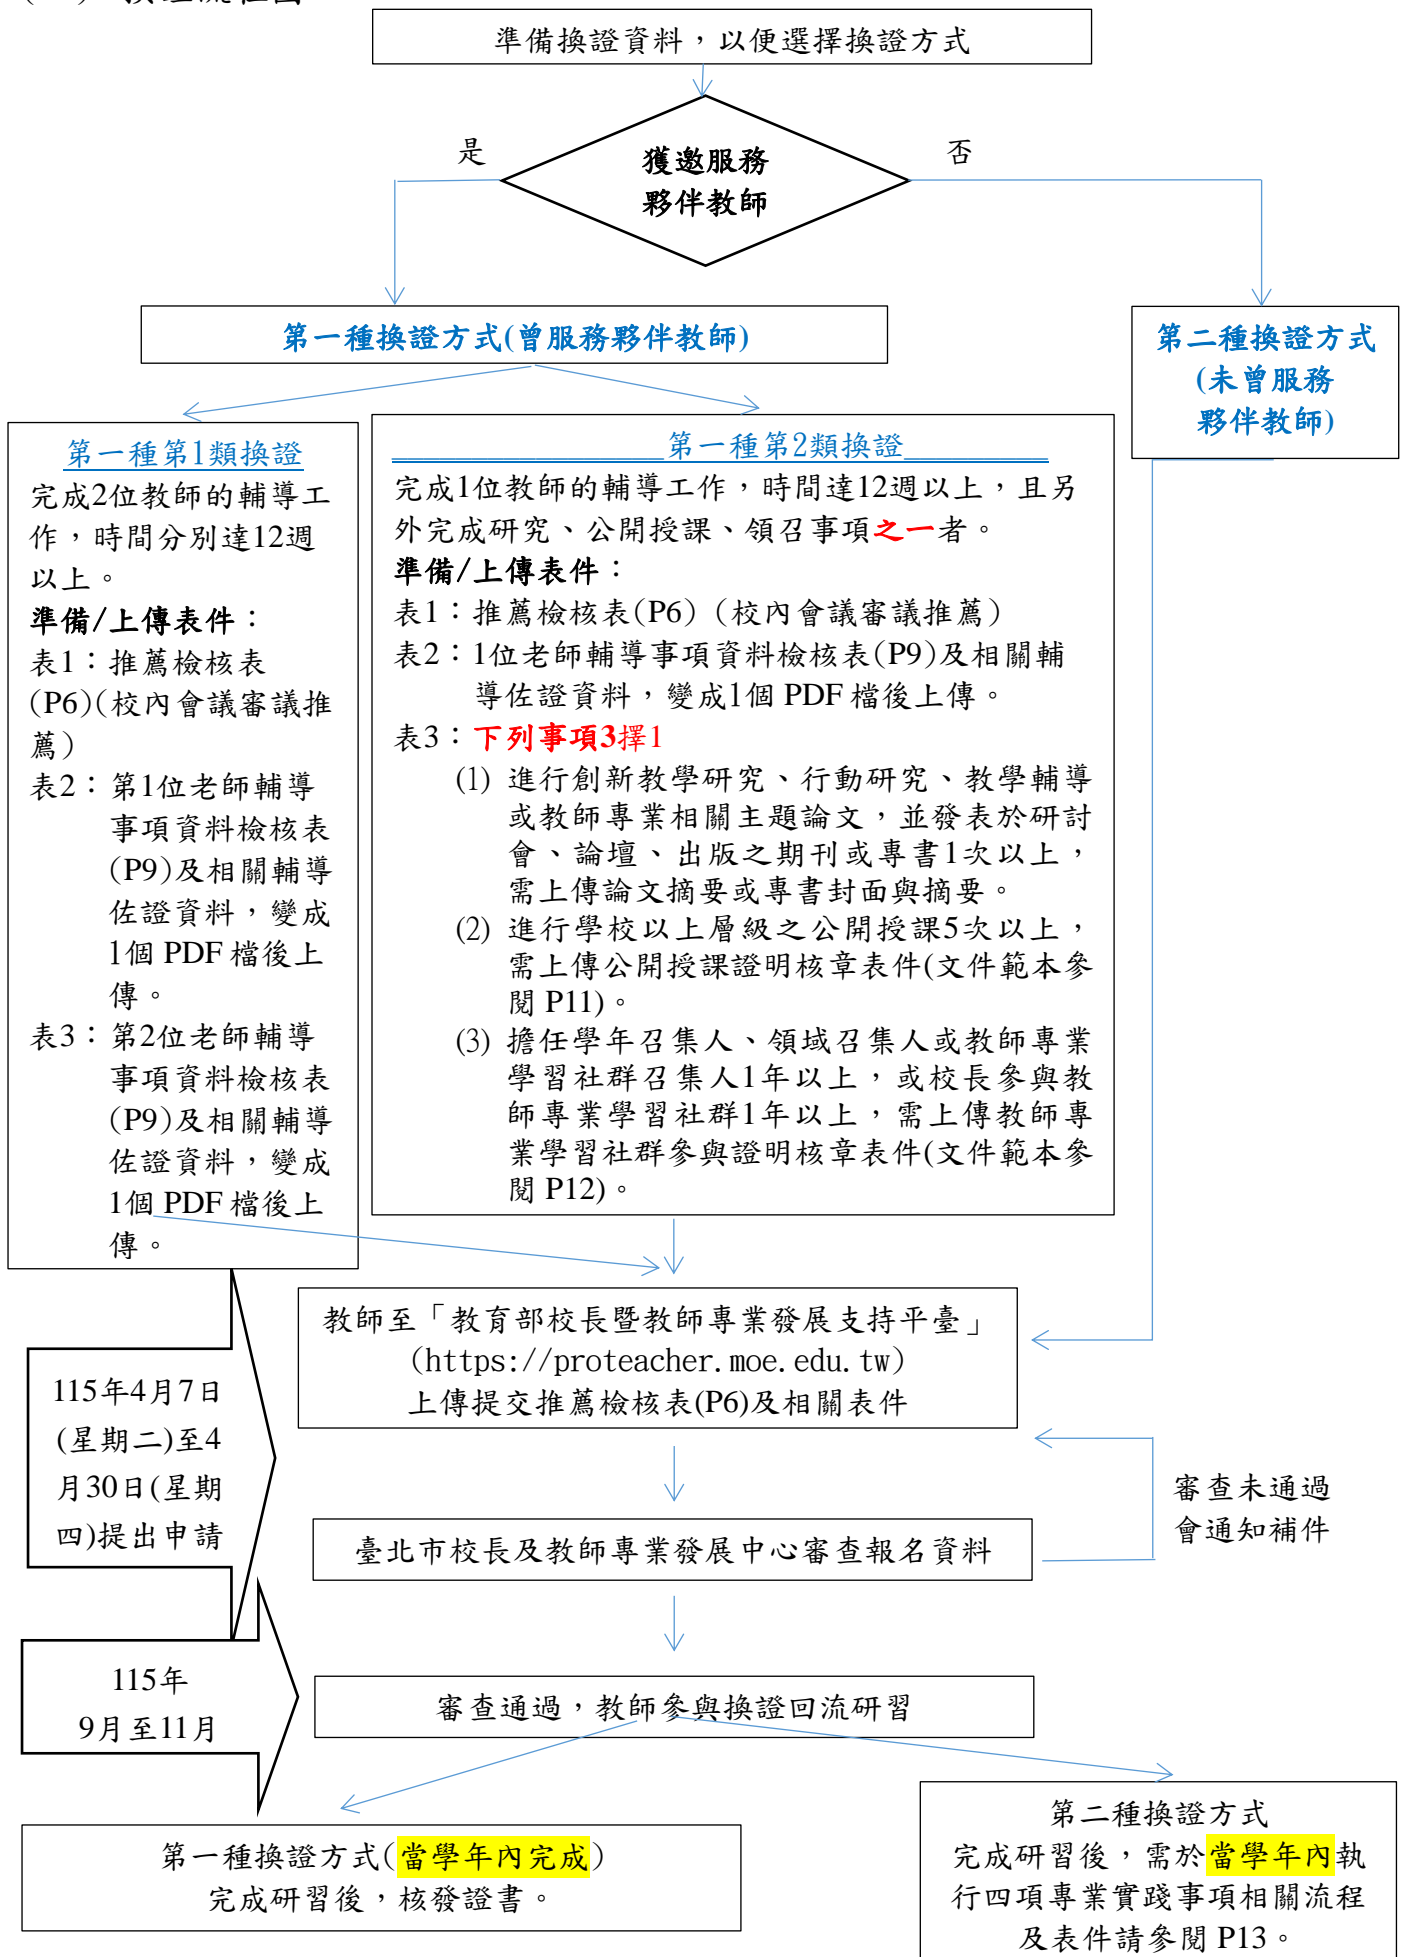 準備換證資料，以便選擇換證方式
是
獲邀服務
夥伴教師
否
第一種換證方式(曾服務夥伴教師)
第二種換證方式
(未曾服務
夥伴教師)
第一種第1類換證
完成2位教師的輔導工
作，時間分別達12週
以上。
準備/上傳表件：
表1：推薦檢核表
(P6)(校內會議審議推
薦)
表2：第1位老師輔導
事項資料檢核表
(P9)及相關輔導
佐證資料，變成
1個 PDF 檔後上
傳。
表3：第2位老師輔導
事項資料檢核表
(P9)及相關輔導
佐證資料，變成
1個 PDF 檔後上
傳。
第一種第2類換證
完成1位教師的輔導工作，時間達12週以上，且另
外完成研究、公開授課、領召事項之一者。
準備/上傳表件：
表1：推薦檢核表(P6)（校內會議審議推薦）
表2：1位老師輔導事項資料檢核表(P9)及相關輔
導佐證資料，變成1個 PDF 檔後上傳。
表3：下列事項3擇1
(1) 進行創新教學研究、行動研究、教學輔導
或教師專業相關主題論文，並發表於研討
會、論壇、出版之期刊或專書1次以上，
需上傳論文摘要或專書封面與摘要。
(2) 進行學校以上層級之公開授課5次以上，
需上傳公開授課證明核章表件(文件範本參
閱 P11)。
(3) 擔任學年召集人、領域召集人或教師專業
學習社群召集人1年以上，或校長參與教
師專業學習社群1年以上，需上傳教師專
業學習社群參與證明核章表件(文件範本參
閱 P12)。
教師至「教育部校長暨教師專業發展支持平臺」
（https://proteacher.moe.edu.tw）
上傳提交推薦檢核表(P6)及相關表件
115年4月7日
(星期二)至4
月30日(星期
四)提出申請
審查未通過
會通知補件
臺北市校長及教師專業發展中心審查報名資料
115年
9月至11月
審查通過，教師參與換證回流研習
第一種換證方式(當學年內完成)
完成研習後，核發證書。
第二種換證方式
完成研習後，需於當學年內執
行四項專業實踐事項相關流程
及表件請參閱 P13。